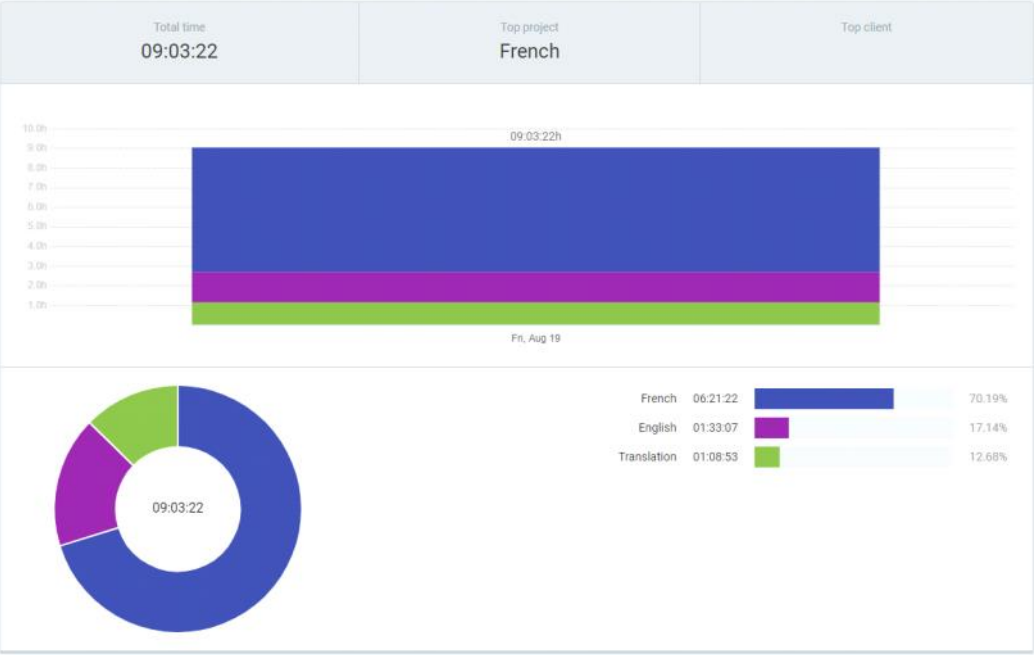 Total time
09:03:22
Top project
French
Top client
10.0h
9.0h
8.0h
7.0h
6.0h
5.0h
4.0h
3.0h
2.0h
1.0h
09:03:22h
Fri, Aug 19
09:03:22
French 06:21:22 70.19%
English 01:33:07 17.14%
Translation 01:08:53 12.68%